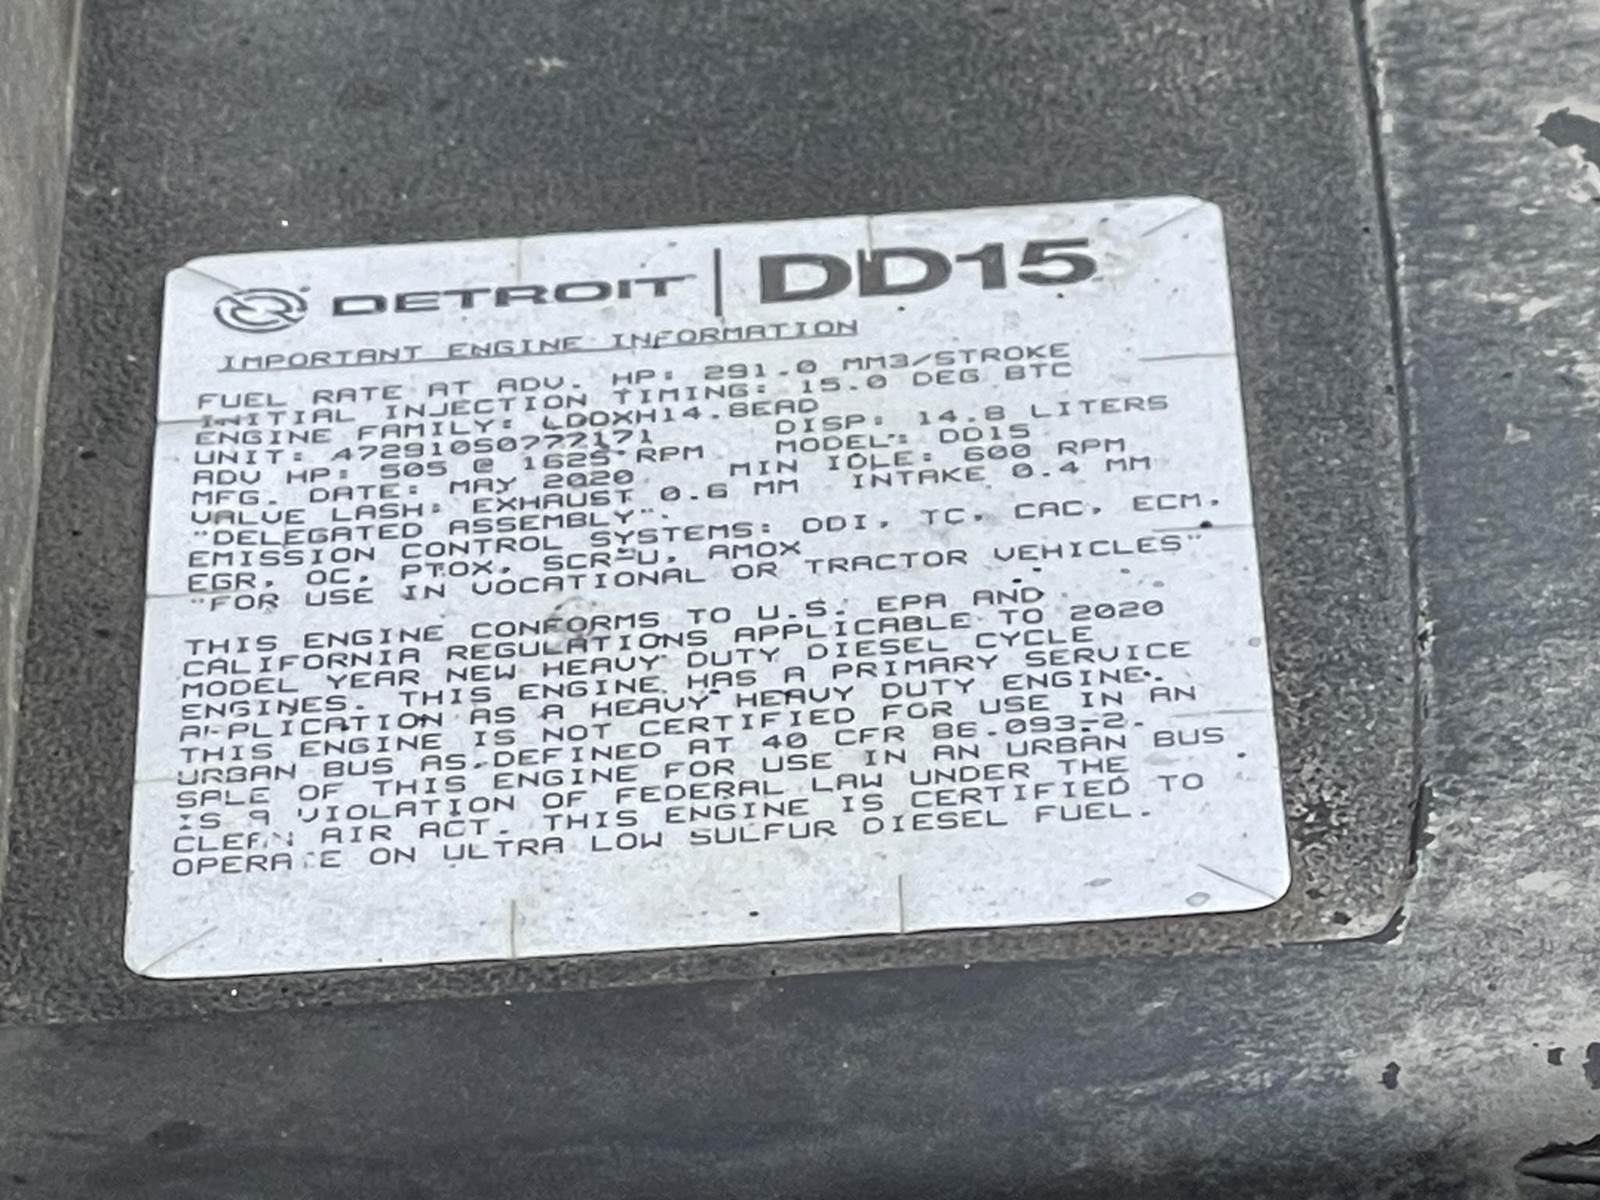 DETROIT | DD15
IMPORTANT ENGINE INFORMATION
FUEL RATE AT ADV. HP: 291.0 MM3/STROKE
INITIAL INJECTION TIMING: 15.0 DEG BTC
ENGINE FAMILY: LDDXH14.8EAD DISP: 14.8 LITERS
UNIT: 472910S0777171 MODEL: DD15
ADV HP: 505 @ 1625 RPM MIN IDLE: 600 RPM
MFG. DATE: MAY 2020
VALVE LASH: EXHAUST 0.6 MM INTAKE 0.4 MM
"DELEGATED ASSEMBLY".
EMISSION CONTROL SYSTEMS: DDI, TC, CAC, ECM,
EGR, OC, PTOX, SCR-U, AMOX
"FOR USE IN VOCATIONAL OR TRACTOR VEHICLES"
THIS ENGINE CONFORMS TO U.S. EPA AND
CALIFORNIA REGULATIONS APPLICABLE TO 2020
MODEL YEAR NEW HEAVY DUTY DIESEL CYCLE
ENGINES. THIS ENGINE HAS A PRIMARY SERVICE
APPLICATION AS A HEAVY HEAVY DUTY ENGINE.
THIS ENGINE IS NOT CERTIFIED FOR USE IN AN
URBAN BUS AS DEFINED AT 40 CFR 86.093-2.
SALE OF THIS ENGINE FOR USE IN AN URBAN BUS
IS A VIOLATION OF FEDERAL LAW UNDER THE
CLEAN AIR ACT. THIS ENGINE IS CERTIFIED TO
OPERATE ON ULTRA LOW SULFUR DIESEL FUEL.